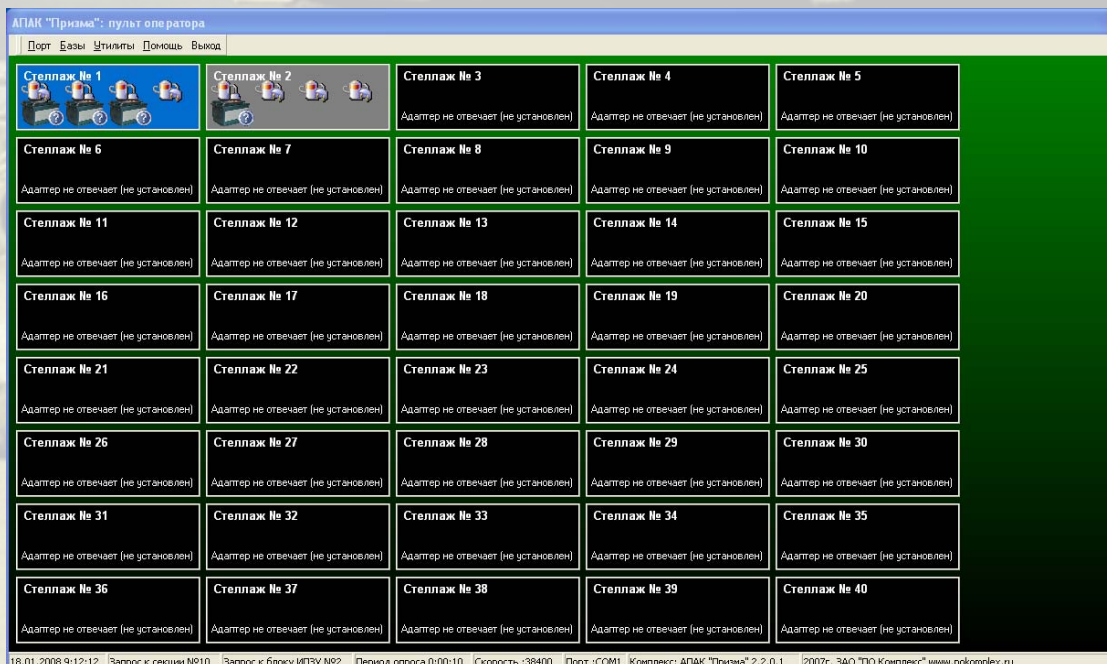 АПАК "Призма": пульт оператора
Порт Базы Утилиты Помощь Выход
Стеллаж № 1 Стеллаж № 2 Стеллаж № 3 Стеллаж № 4 Стеллаж № 5
Адаптер не отвечает (не установлен) Адаптер не отвечает (не установлен) Адаптер не отвечает (не установлен)
Стеллаж № 6 Стеллаж № 7 Стеллаж № 8 Стеллаж № 9 Стеллаж № 10
Адаптер не отвечает (не установлен) Адаптер не отвечает (не установлен) Адаптер не отвечает (не установлен) Адаптер не отвечает (не установлен) Адаптер не отвечает (не установлен)
Стеллаж № 11 Стеллаж № 12 Стеллаж № 13 Стеллаж № 14 Стеллаж № 15
Адаптер не отвечает (не установлен) Адаптер не отвечает (не установлен) Адаптер не отвечает (не установлен) Адаптер не отвечает (не установлен) Адаптер не отвечает (не установлен)
Стеллаж № 16 Стеллаж № 17 Стеллаж № 18 Стеллаж № 19 Стеллаж № 20
Адаптер не отвечает (не установлен) Адаптер не отвечает (не установлен) Адаптер не отвечает (не установлен) Адаптер не отвечает (не установлен) Адаптер не отвечает (не установлен)
Стеллаж № 21 Стеллаж № 22 Стеллаж № 23 Стеллаж № 24 Стеллаж № 25
Адаптер не отвечает (не установлен) Адаптер не отвечает (не установлен) Адаптер не отвечает (не установлен) Адаптер не отвечает (не установлен) Адаптер не отвечает (не установлен)
Стеллаж № 26 Стеллаж № 27 Стеллаж № 28 Стеллаж № 29 Стеллаж № 30
Адаптер не отвечает (не установлен) Адаптер не отвечает (не установлен) Адаптер не отвечает (не установлен) Адаптер не отвечает (не установлен) Адаптер не отвечает (не установлен)
Стеллаж № 31 Стеллаж № 32 Стеллаж № 33 Стеллаж № 34 Стеллаж № 35
Адаптер не отвечает (не установлен) Адаптер не отвечает (не установлен) Адаптер не отвечает (не установлен) Адаптер не отвечает (не установлен) Адаптер не отвечает (не установлен)
Стеллаж № 36 Стеллаж № 37 Стеллаж № 38 Стеллаж № 39 Стеллаж № 40
Адаптер не отвечает (не установлен) Адаптер не отвечает (не установлен) Адаптер не отвечает (не установлен) Адаптер не отвечает (не установлен) Адаптер не отвечает (не установлен)
18.01.2008 9:12:12 Запрос к секции №10 Запрос к блоку ИПЗУ №2 Период опроса 0:00:10 Скорость :38400 Порт :COM1 Комплекс: АПАК "Призма" 2.2.0.1 2007г. ЗАО "ПО Комплекс" www.pokomplex.ru